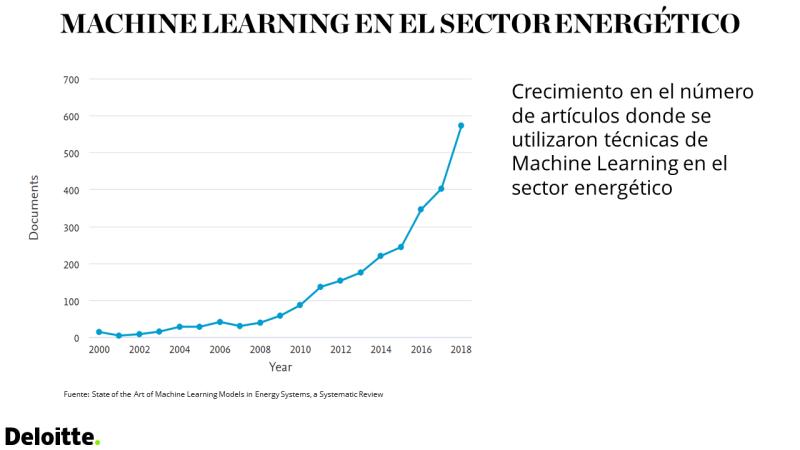 MACHINE LEARNING EN EL SECTOR ENERGÉTICO
700
600
500
400
300
200
100
0
Documents
2000 2002 2004 2006 2008 2010 2012 2014 2016 2018
Year
Crecimiento en el número
de artículos donde se
utilizaron técnicas de
Machine Learning en el
sector energético
Fuente: State of the Art of Machine Learning Models in Energy Systems, a Systematic Review
Deloitte.